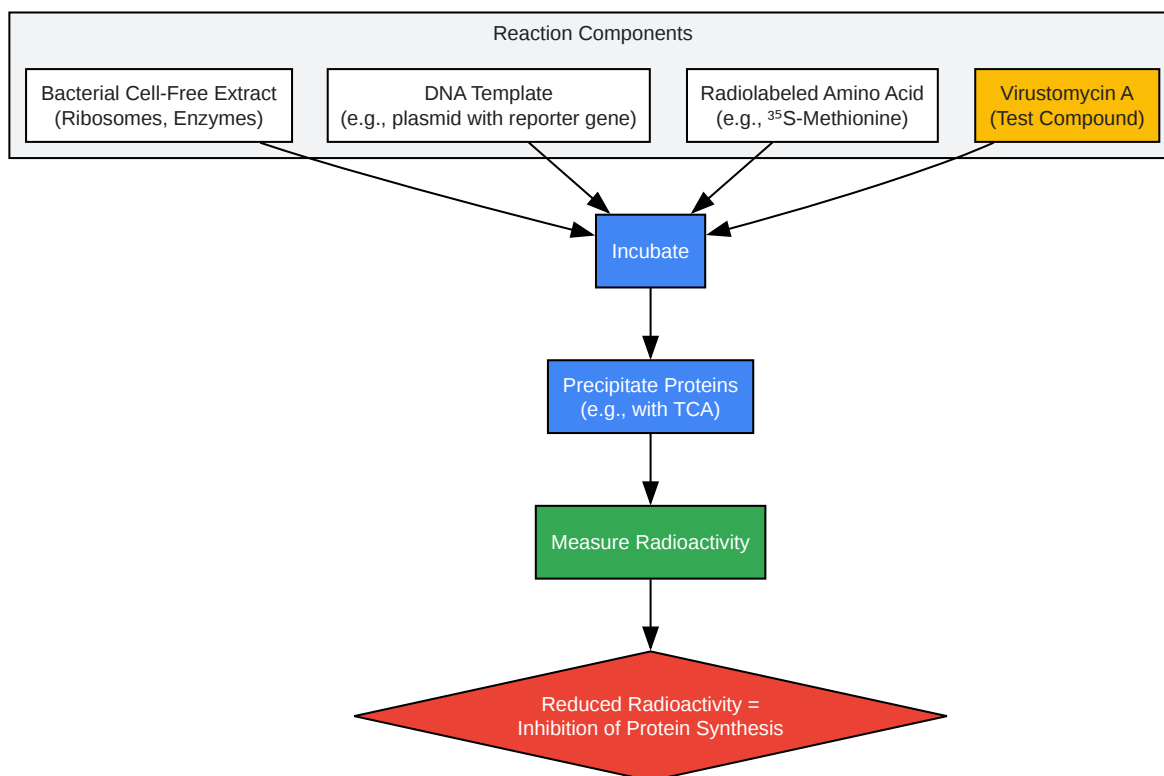 Reaction Components
Bacterial Cell-Free Extract
(Ribosomes, Enzymes)
DNA Template
(e.g., plasmid with reporter gene)
Radiolabeled Amino Acid
(e.g., ³⁵S-Methionine)
Virustomycin A
(Test Compound)
Incubate
Precipitate Proteins
(e.g., with TCA)
Measure Radioactivity
Reduced Radioactivity =
Inhibition of Protein Synthesis